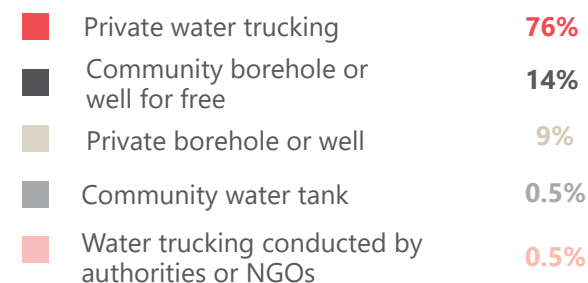 Private water trucking 76%
Community borehole or
well for free 14%
Private borehole or well 9%
Community water tank 0.5%
Water trucking conducted by
authorities or NGOs 0.5%